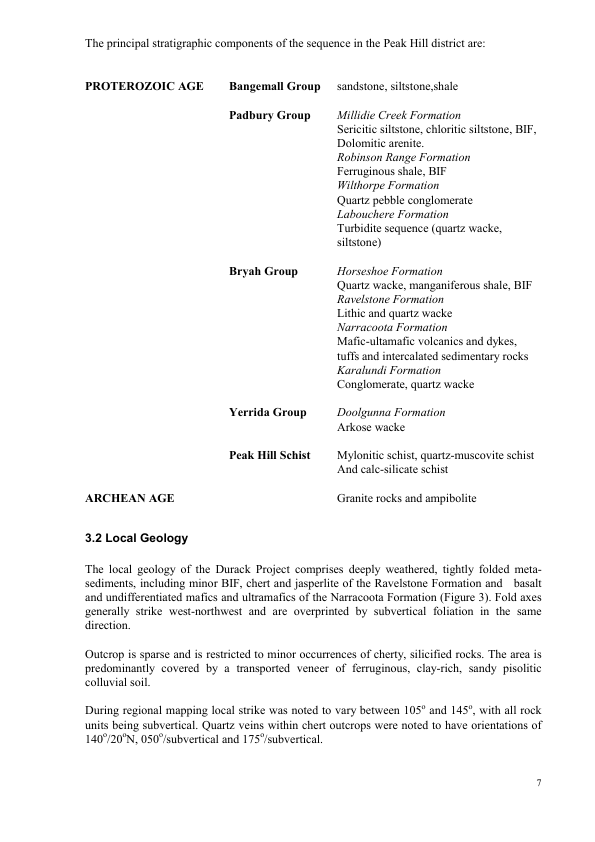 The principal stratigraphic components of the sequence in the Peak Hill district are:
PROTEROZOIC AGE Bangemall Group sandstone, siltstone,shale
Padbury Group Millidie Creek Formation
Sericitic siltstone, chloritic siltstone, BIF,
Dolomitic arenite.
Robinson Range Formation
Ferruginous shale, BIF
Wilthorpe Formation
Quartz pebble conglomerate
Labouchere Formation
Turbidite sequence (quartz wacke,
siltstone)
Bryah Group Horseshoe Formation
Quartz wacke, manganiferous shale, BIF
Ravelstone Formation
Lithic and quartz wacke
Narracoota Formation
Mafic-ultamafic volcanics and dykes,
tuffs and intercalated sedimentary rocks
Karalundi Formation
Conglomerate, quartz wacke
Yerrida Group Doolgunna Formation
Arkose wacke
Peak Hill Schist Mylonitic schist, quartz-muscovite schist
And calc-silicate schist
ARCHEAN AGE Granite rocks and ampibolite
3.2 Local Geology
The local geology of the Durack Project comprises deeply weathered, tightly folded meta-
sediments, including minor BIF, chert and jasperlite of the Ravelstone Formation and basalt
and undifferentiated mafics and ultramafics of the Narracoota Formation (Figure 3). Fold axes
generally strike west-northwest and are overprinted by subvertical foliation in the same
direction.
Outcrop is sparse and is restricted to minor occurrences of cherty, silicified rocks. The area is
predominantly covered by a transported veneer of ferruginous, clay-rich, sandy pisolitic
colluvial soil.
During regional mapping local strike was noted to vary between 105º and 145º, with all rock
units being subvertical. Quartz veins within chert outcrops were noted to have orientations of
140º/20ºN, 050º/subvertical and 175º/subvertical.
7